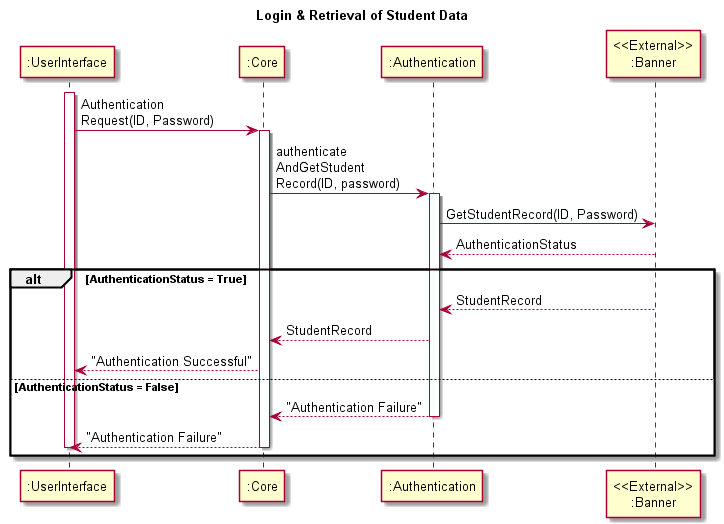 Login & Retrieval of Student Data
:UserInterface
:Core
:Authentication
<<External>>
:Banner
Authentication
Request(ID, Password)
authenticate
AndGetStudent
Record(ID, password)
GetStudentRecord(ID, Password)
AuthenticationStatus
alt
[AuthenticationStatus = True]
StudentRecord
StudentRecord
"Authentication Successful"
[AuthenticationStatus = False]
"Authentication Failure"
"Authentication Failure"
:UserInterface
:Core
:Authentication
<<External>>
:Banner